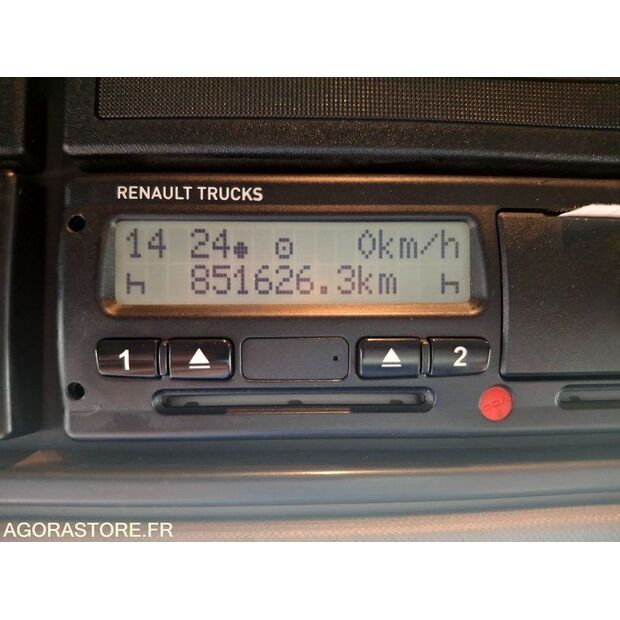 RENAULT TRUCKS
14 24 0km/h
851626.3km
1 2
AGORASTORE.FR